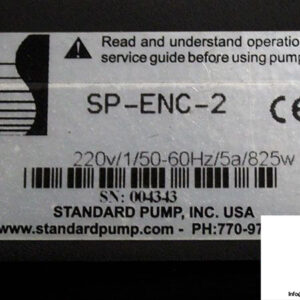 Read and understand operation
service guide before using pump
SP-ENC-2
CE
220v/1/50-60Hz/5a/825w
SN: 004343
STANDARD PUMP, INC. USA
www.standardpump.com - PH:770-97